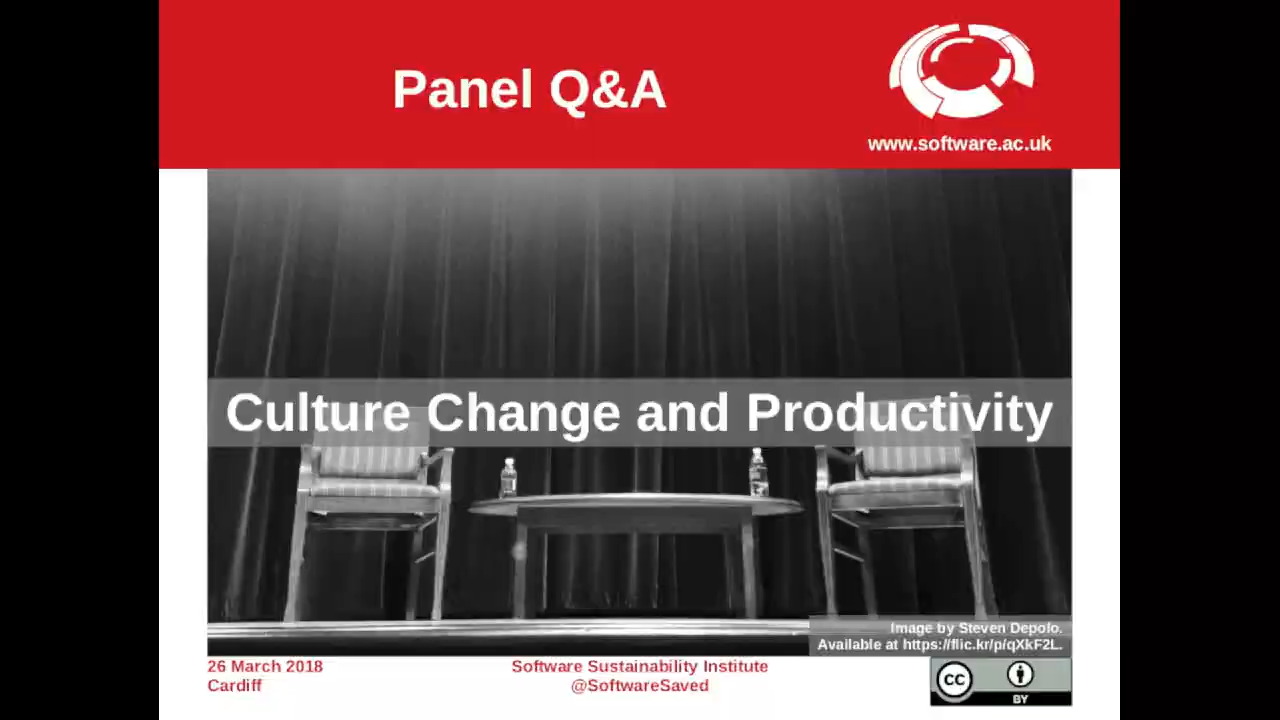 Panel Q&A
www.software.ac.uk
Culture Change and Productivity
Image by Steven Depolo.
Available at https://flic.kr/p/qXkF2L.
26 March 2018
Cardiff
Software Sustainability Institute
@SoftwareSaved
CC
BY